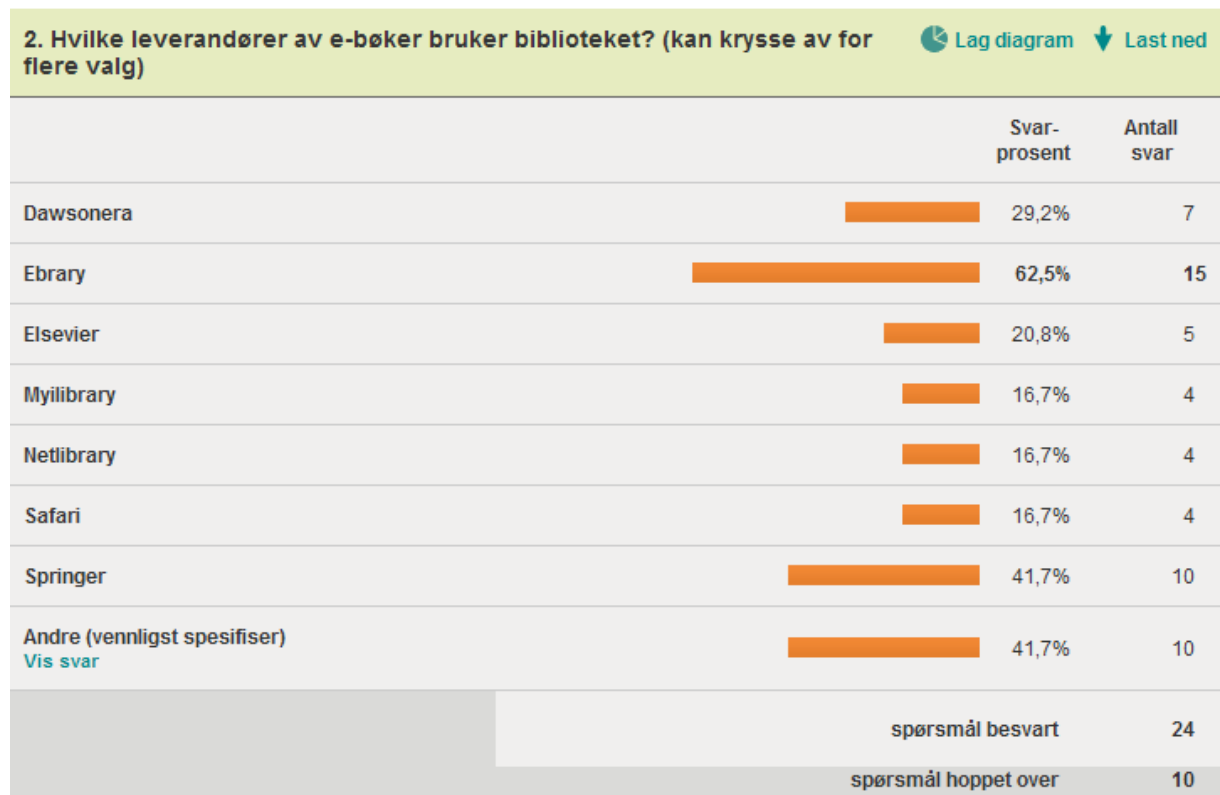 2. Hvilke leverandører av e-bøker bruker biblioteket? (kan krysse av for
flere valg)
Lag diagram Last ned
Svar-
prosent
Antall
svar
Dawsonera 29,2% 7
Ebrary 62,5% 15
Elsevier 20,8% 5
Myilibrary 16,7% 4
Netlibrary 16,7% 4
Safari 16,7% 4
Springer 41,7% 10
Andre (vennligst spesifiser) 41,7% 10
Vis svar
spørsmål besvart 24
spørsmål hoppet over 10